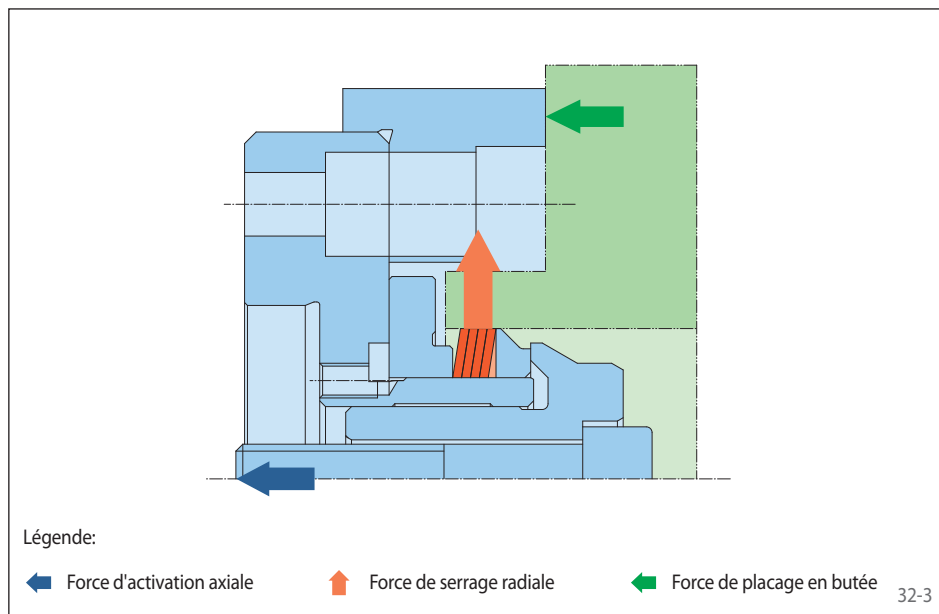 Légende:
Force d'activation axiale
Force de serrage radiale
Force de placage en butée
32-3